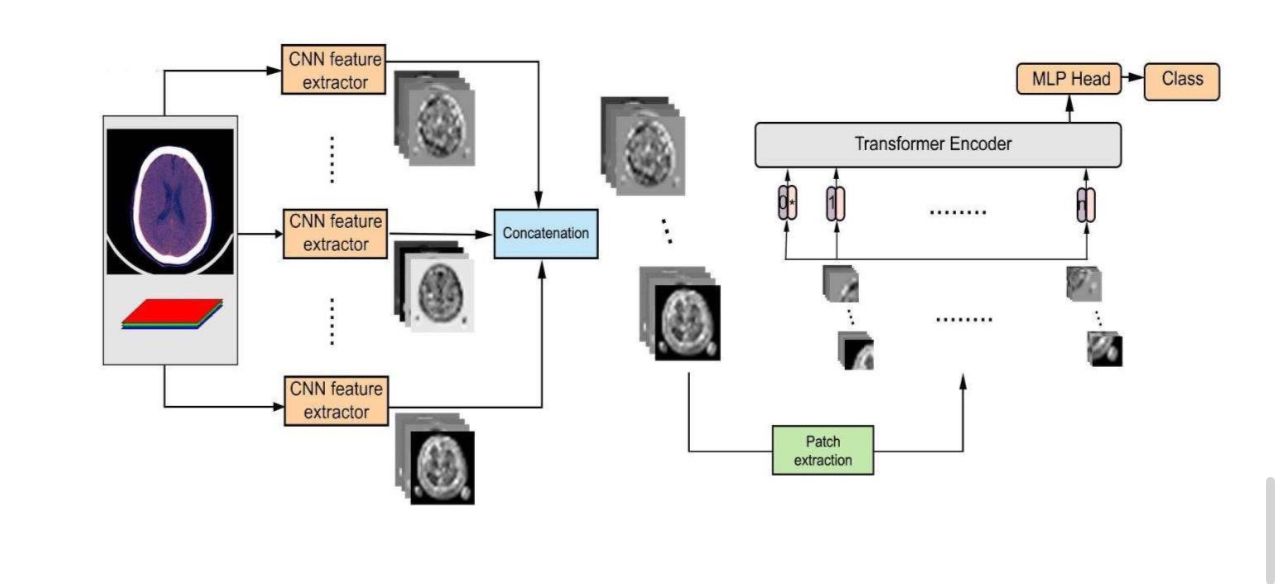 CNN feature
extractor
CNN feature
extractor
CNN feature
extractor
Concatenation
Patch
extraction
MLP Head
Class
Transformer Encoder
0 *
1
n